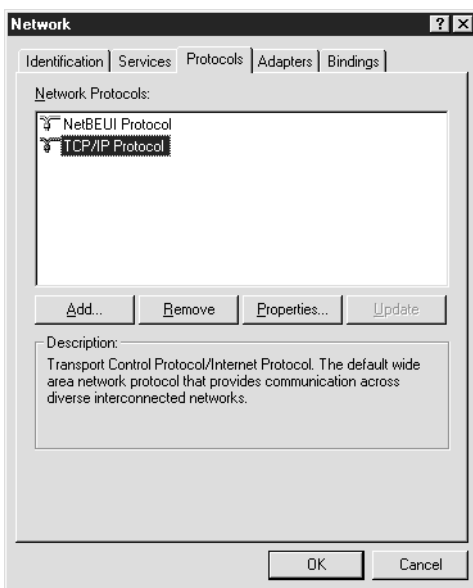 Network
Identification Services Protocols Adapters Bindings
Network Protocols:
NetBEUI Protocol
TCP/IP Protocol
Add... Remove Properties... Update
Description:
Transport Control Protocol/Internet Protocol. The default wide
area network protocol that provides communication across
diverse interconnected networks.
OK Cancel